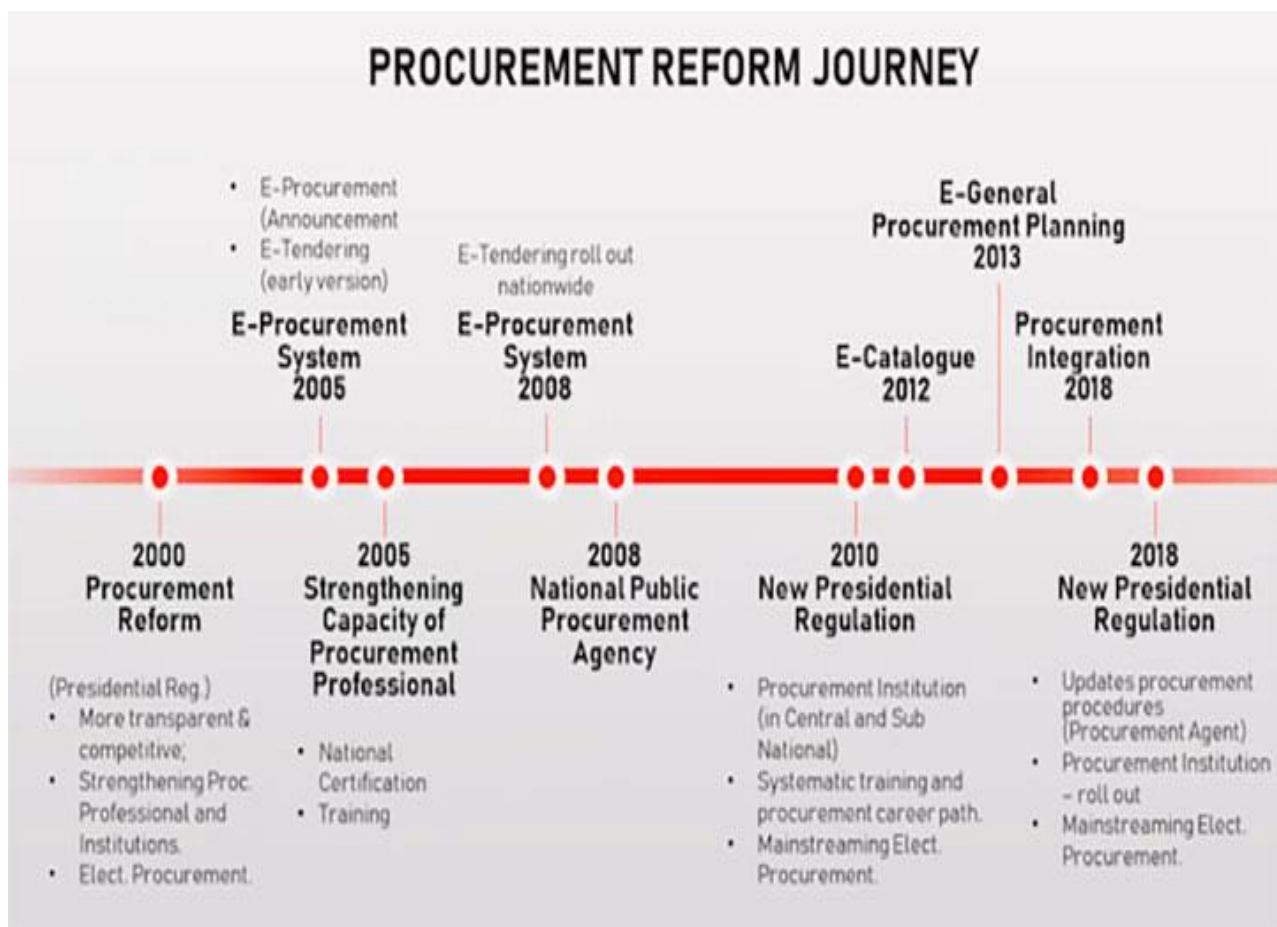 PROCUREMENT REFORM JOURNEY
• E-Procurement
(Announcement
• E-Tendering
(early version)
E-Procurement
System
2005
E-Tendering roll out
nationwide
E-Procurement
System
2008
E-Catalogue
2012
E-General
Procurement Planning
2013
Procurement
Integration
2018
2000
Procurement
Reform
(Presidential Reg.)
• More transparent &
competitive;
• Strengthening Proc.
Professional and
Institutions.
• Elect. Procurement.
2005
Strengthening
Capacity of
Procurement
Professional
• National
Certification
• Training
2008
National Public
Procurement
Agency
2010
New Presidential
Regulation
• Procurement Institution
(in Central and Sub
National)
• Systematic training and
procurement career path.
• Mainstreaming Elect.
Procurement.
2018
New Presidential
Regulation
• Updates procurement
procedures
(Procurement Agent)
• Procurement Institution
– roll out
• Mainstreaming Elect.
Procurement.